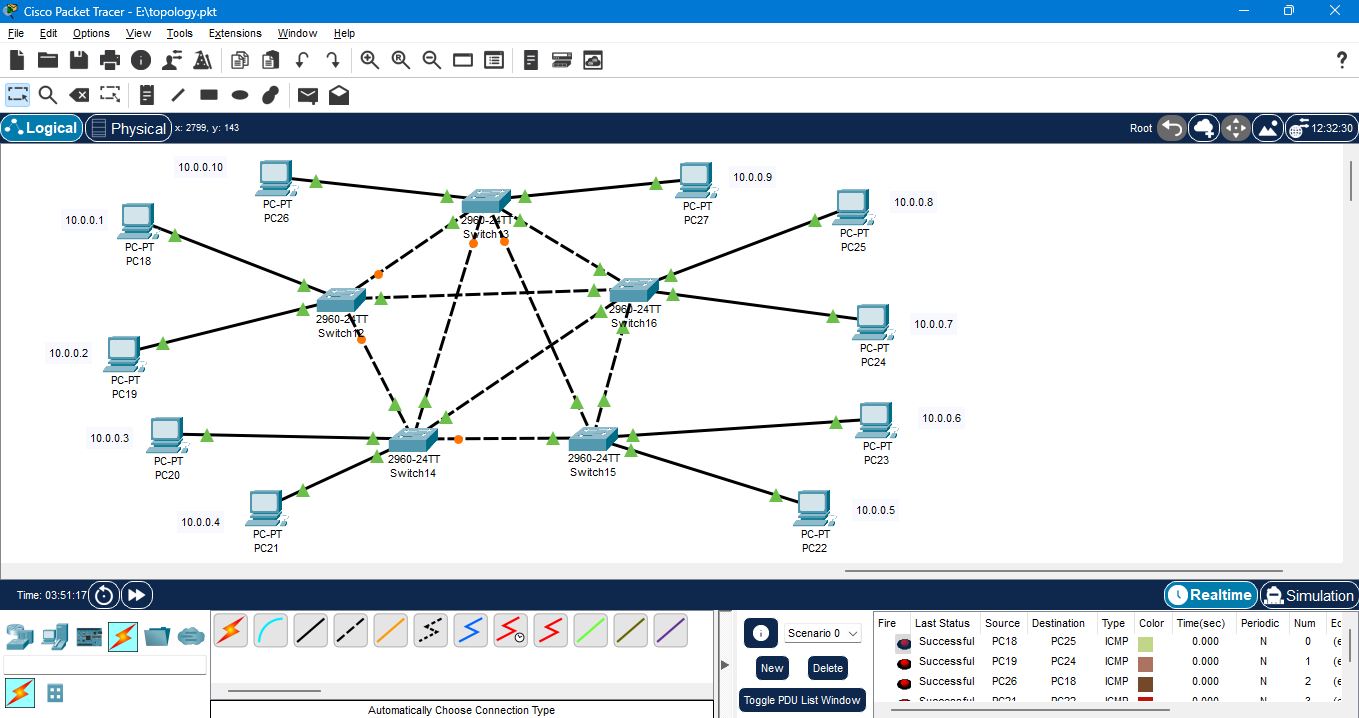 Cisco Packet Tracer - E:\topology.pkt
File Edit Options View Tools Extensions Window Help
Logical Physical x: 2799, y: 143 Root 12:32:30
10.0.0.10
PC-PT
PC26
10.0.0.9
PC-PT
PC27
10.0.0.8
PC-PT
PC25
10.0.0.1
PC-PT
PC18
2960-24TT
Switch13
2960-24TT
Switch12
2960-24TT
Switch16
10.0.0.7
PC-PT
PC24
10.0.0.2
PC-PT
PC19
10.0.0.3
PC-PT
PC20
2960-24TT
Switch14
2960-24TT
Switch15
10.0.0.6
PC-PT
PC23
10.0.0.4
PC-PT
PC21
10.0.0.5
PC-PT
PC22
Time: 03:51:17 Realtime Simulation
Scenario 0
New Delete
Toggle PDU List Window
Fire Last Status Source Destination Type Color Time(sec) Periodic Num
Successful PC18 PC25 ICMP 0.000 N 0 (e
Successful PC19 PC24 ICMP 0.000 N 1 (e
Successful PC26 PC18 ICMP 0.000 N 2 (e
Automatically Choose Connection Type